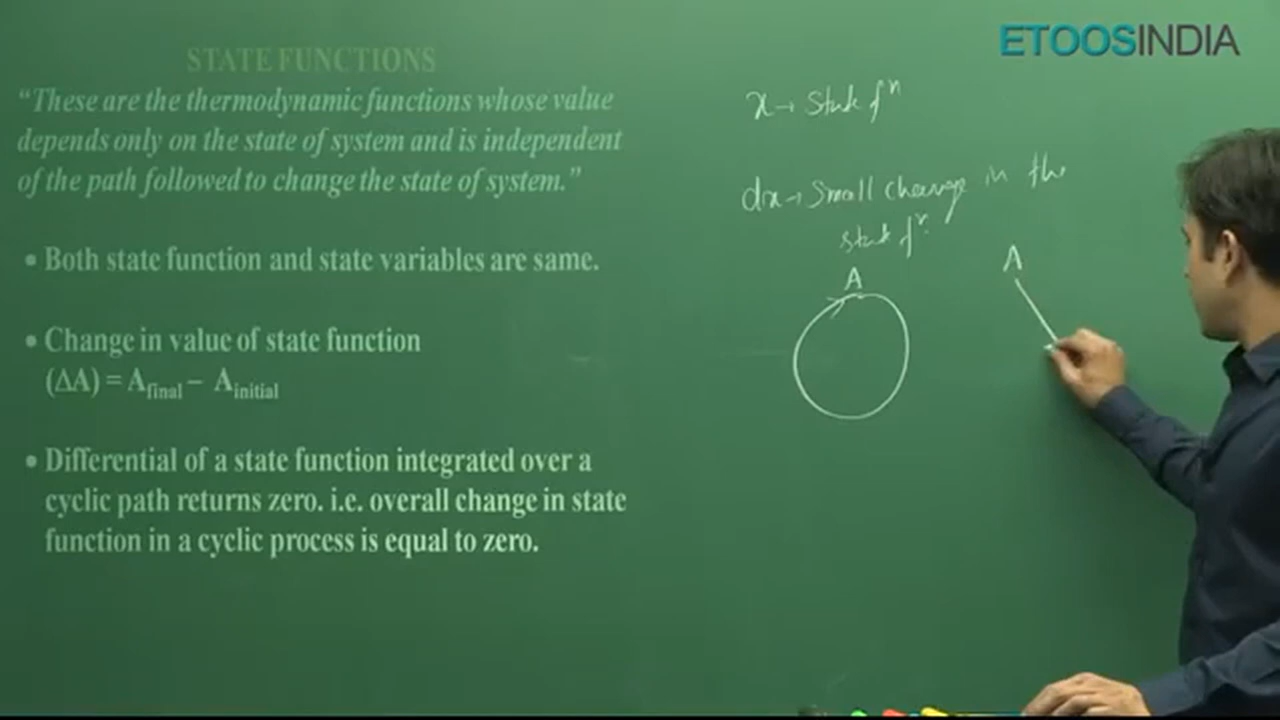 ETOOSINDIA
STATE FUNCTIONS
“These are the thermodynamic functions whose value
depends only on the state of system and is independent
of the path followed to change the state of system.”
• Both state function and state variables are same.
• Change in value of state function
(ΔA) = Afinal – Ainitial
• Differential of a state function integrated over a
cyclic path returns zero. i.e. overall change in state
function in a cyclic process is equal to zero.
x → State fⁿ
dx → Small change in the
state fⁿ.
A
A